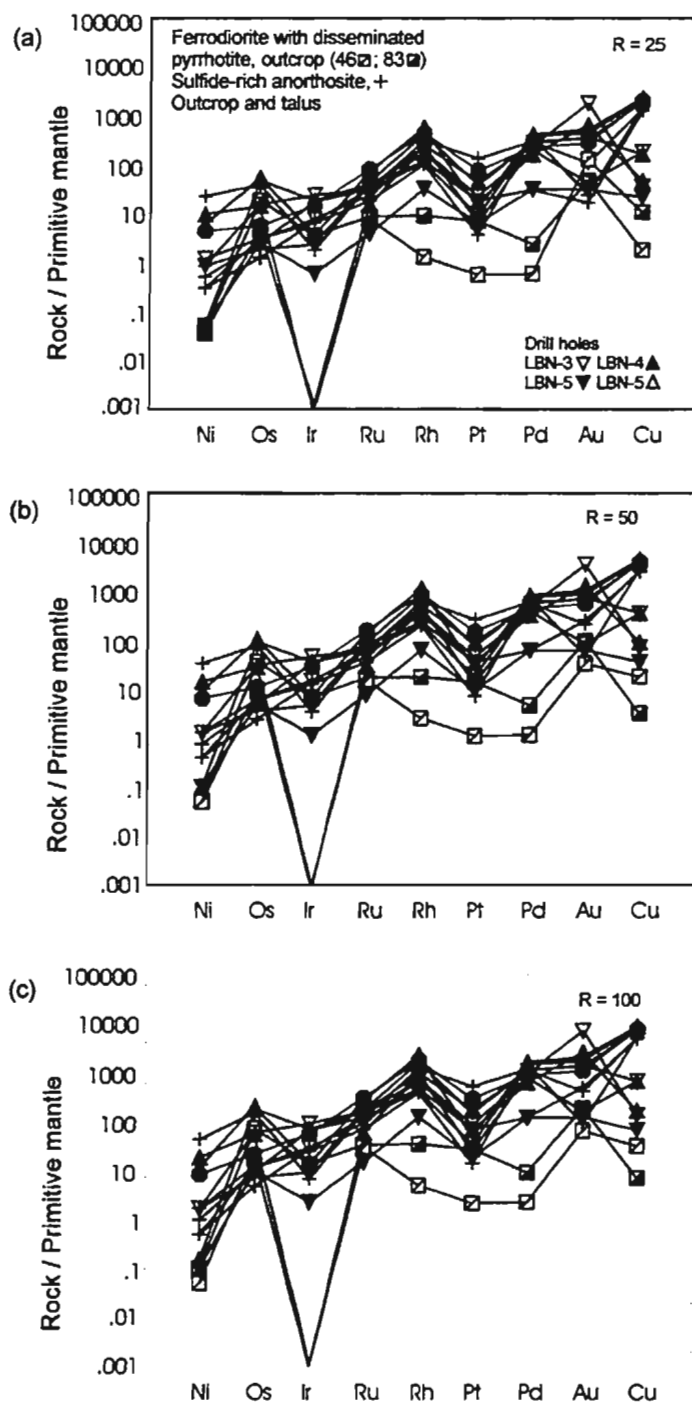 (a)
100000
10000
1000
100
10
1
.1
.01
.001
Rock / Primitive mantle
Ferrodiorite with disseminated
pyrrhotite, outcrop (46; 83)
Sulfide-rich anorthosite, +
Outcrop and talus
R = 25
Drill holes
LBN-3 ▽ LBN-4 ▲
LBN-5 ▼ LBN-5 △
Ni Os Ir Ru Rh Pt Pd Au Cu
(b)
100000
10000
1000
100
10
1
.1
.01
.001
Rock / Primitive mantle
R = 50
Ni Os Ir Ru Rh Pt Pd Au Cu
(c)
100000
10000
1000
100
10
1
.1
.01
.001
Rock / Primitive mantle
R = 100
Ni Os Ir Ru Rh Pt Pd Au Cu